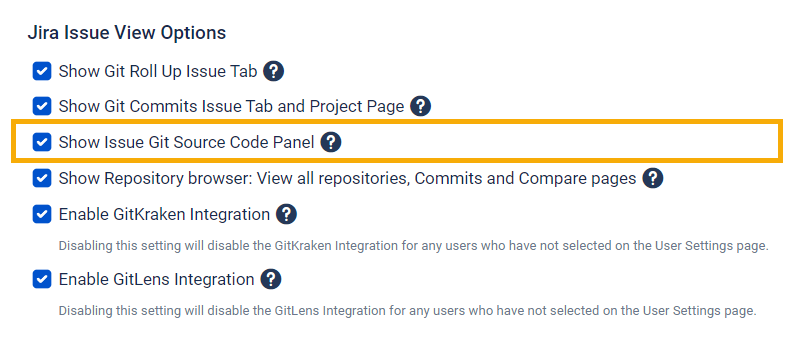 Jira Issue View Options
Show Git Roll Up Issue Tab ?
Show Git Commits Issue Tab and Project Page ?
Show Issue Git Source Code Panel ?
Show Repository browser: View all repositories, Commits and Compare pages ?
Enable GitKraken Integration ?
Disabling this setting will disable the GitKraken Integration for any users who have not selected on the User Settings page.
Enable GitLens Integration ?
Disabling this setting will disable the GitLens Integration for any users who have not selected on the User Settings page.